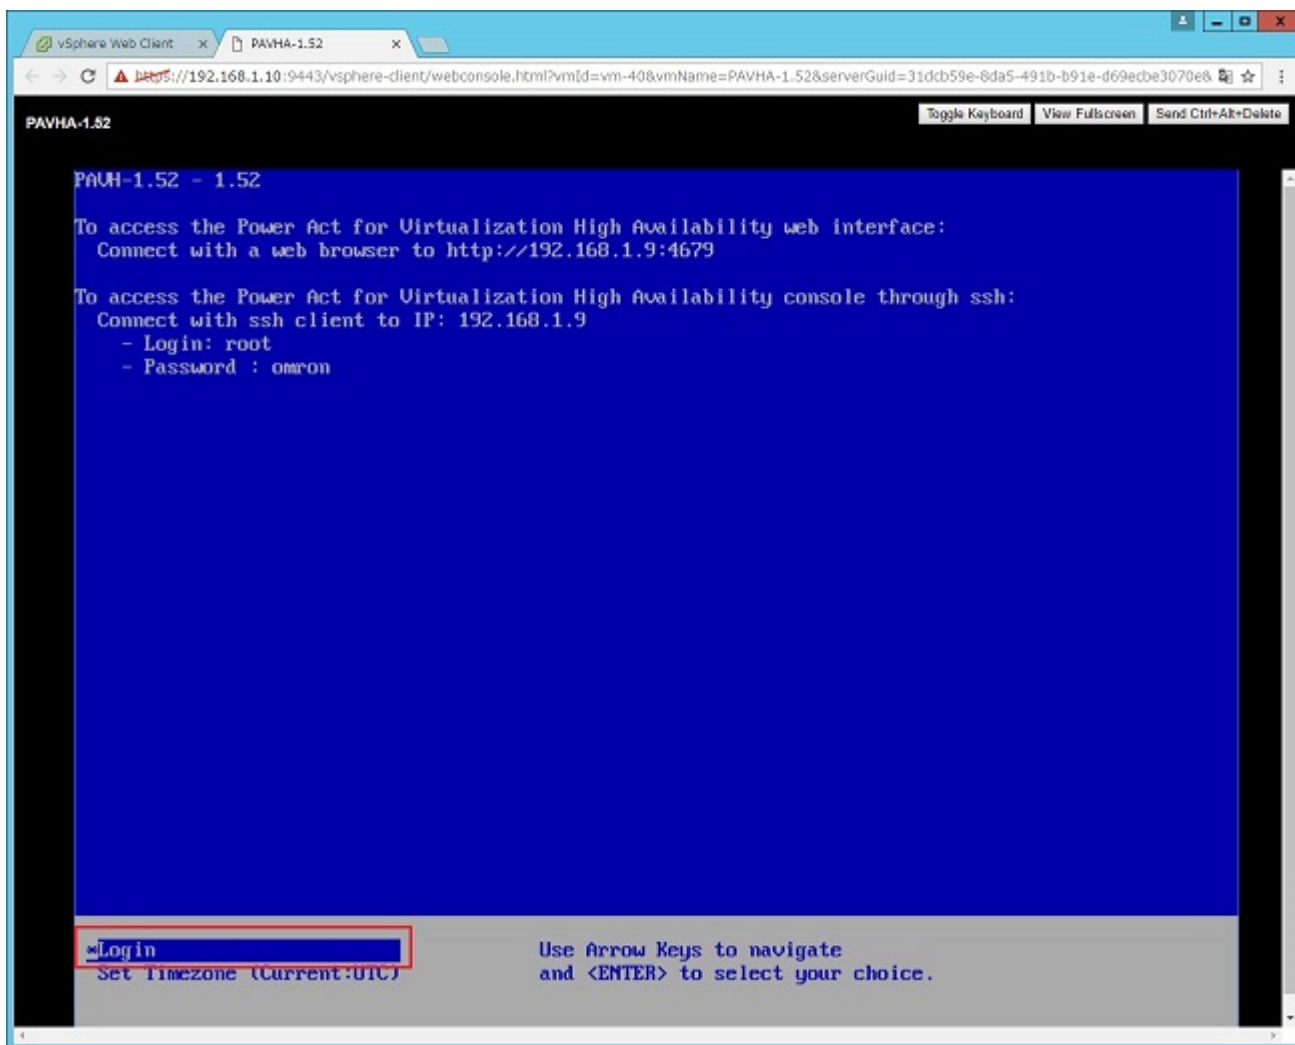 vSphere Web Client
PAVHA-1.52
https://192.168.1.10:9443/vsphere-client/webconsole.html?vmId=vm-40&vmName=PAVHA-1.52&serverGuid=31dcb59e-8da5-491b-b91e-d69ecbe3070e&
PAVHA-1.52
Toggle Keyboard
View Fullscreen
Send Ctrl+Alt+Delete
PAVH-1.52 - 1.52
To access the Power Act for Virtualization High Availability web interface:
Connect with a web browser to http://192.168.1.9:4679
To access the Power Act for Virtualization High Availability console through ssh:
Connect with ssh client to IP: 192.168.1.9
- Login: root
- Password : omron
*Login
Set Timezone (Current:UTC)
Use Arrow Keys to navigate
and <ENTER> to select your choice.